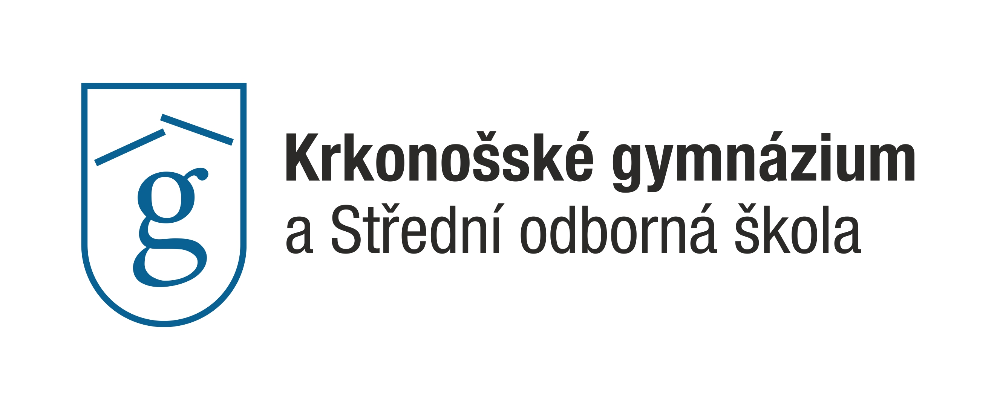 g
Krkonošské gymnázium
a Střední odborná škola